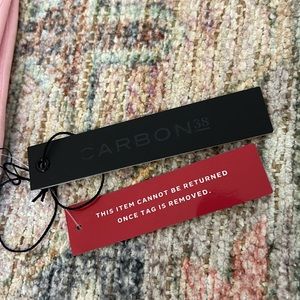 CARBON38
THIS ITEM CANNOT BE RETURNED
ONCE TAG IS REMOVED.